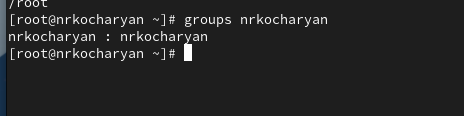 /root
[root@nrkocharyan ~]# groups nrkocharyan
nrkocharyan : nrkocharyan
[root@nrkocharyan ~]#